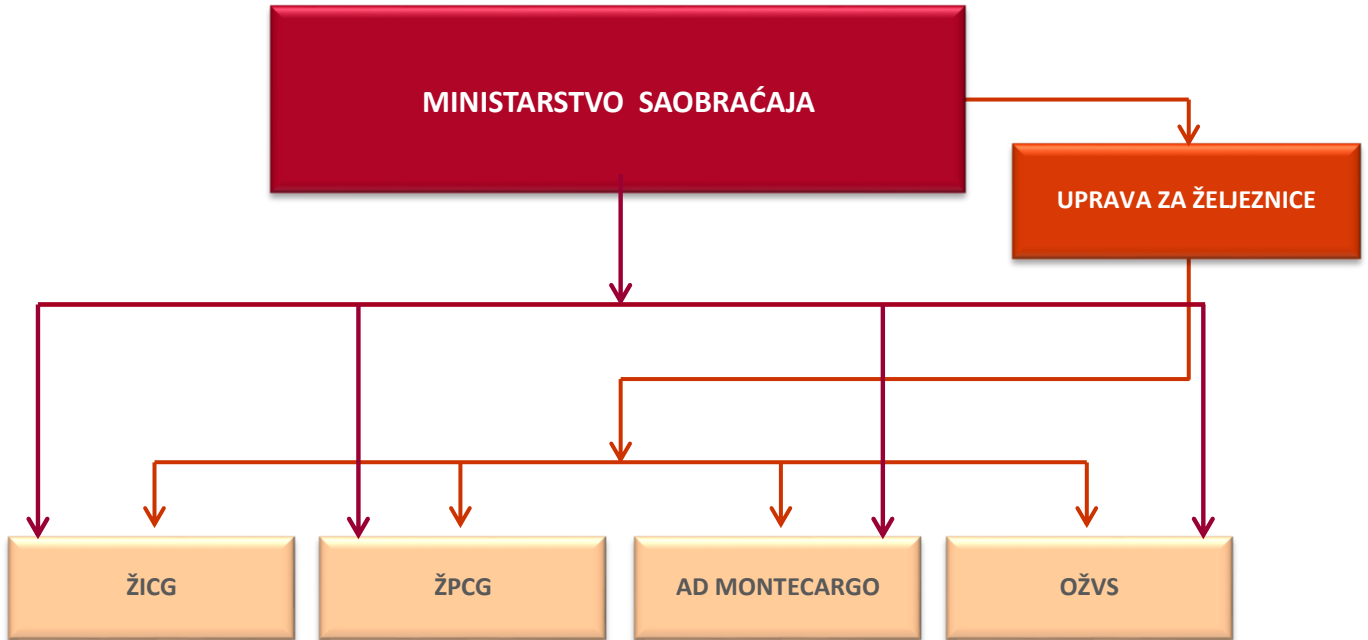 MINISTARSTVO SAOBRAĆAJA
UPRAVA ZA ŽELJEZNICE
ŽICG
ŽPCG
AD MONTECARGO
OŽVS